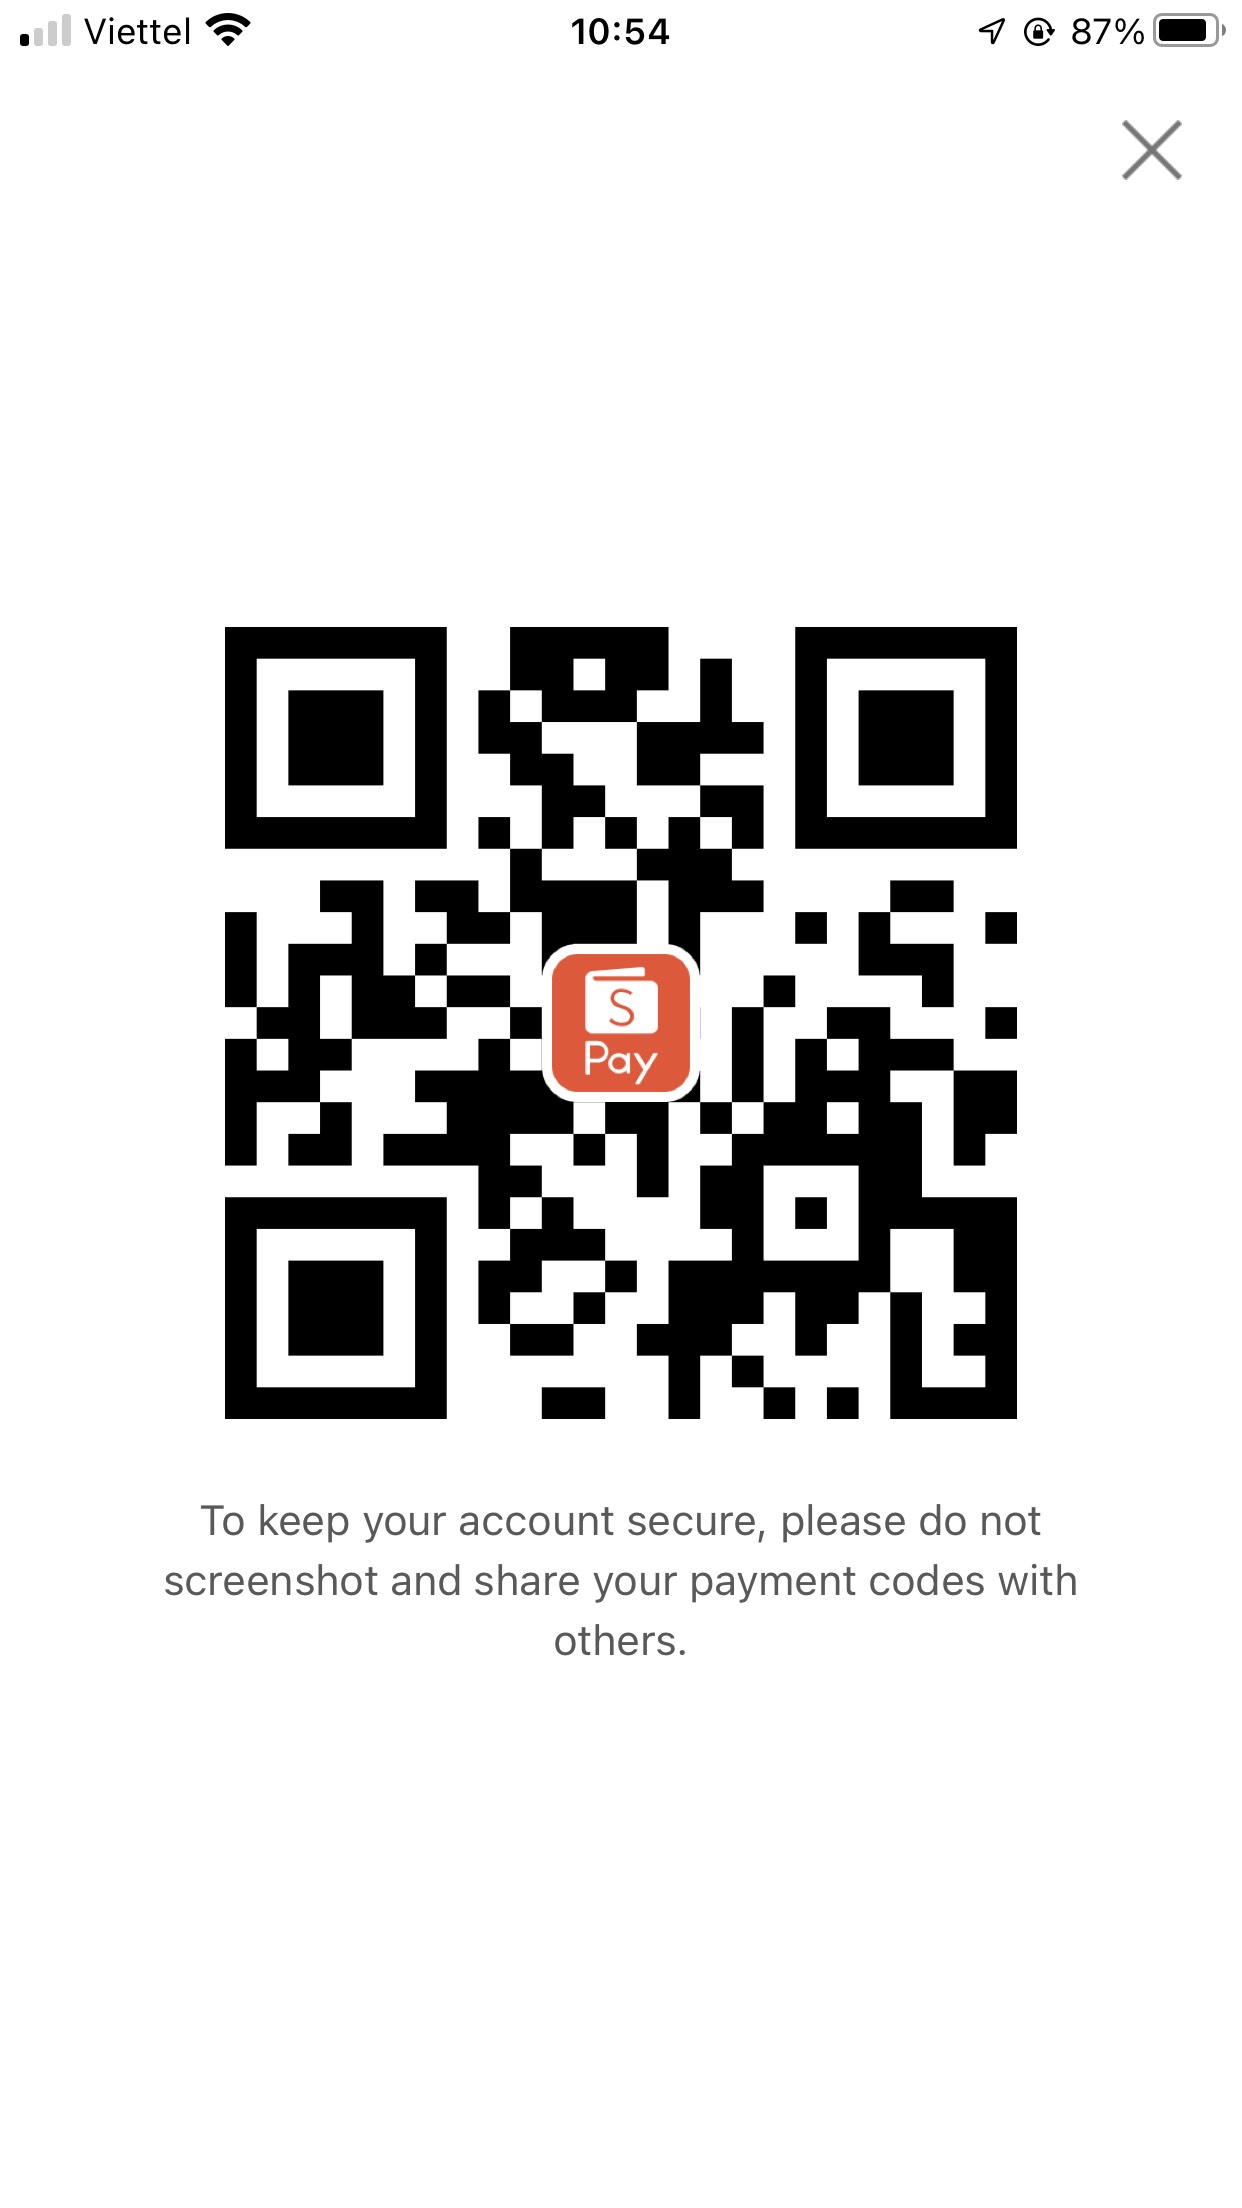 Viettel 10:54 87%
S
Pay
To keep your account secure, please do not
screenshot and share your payment codes with
others.